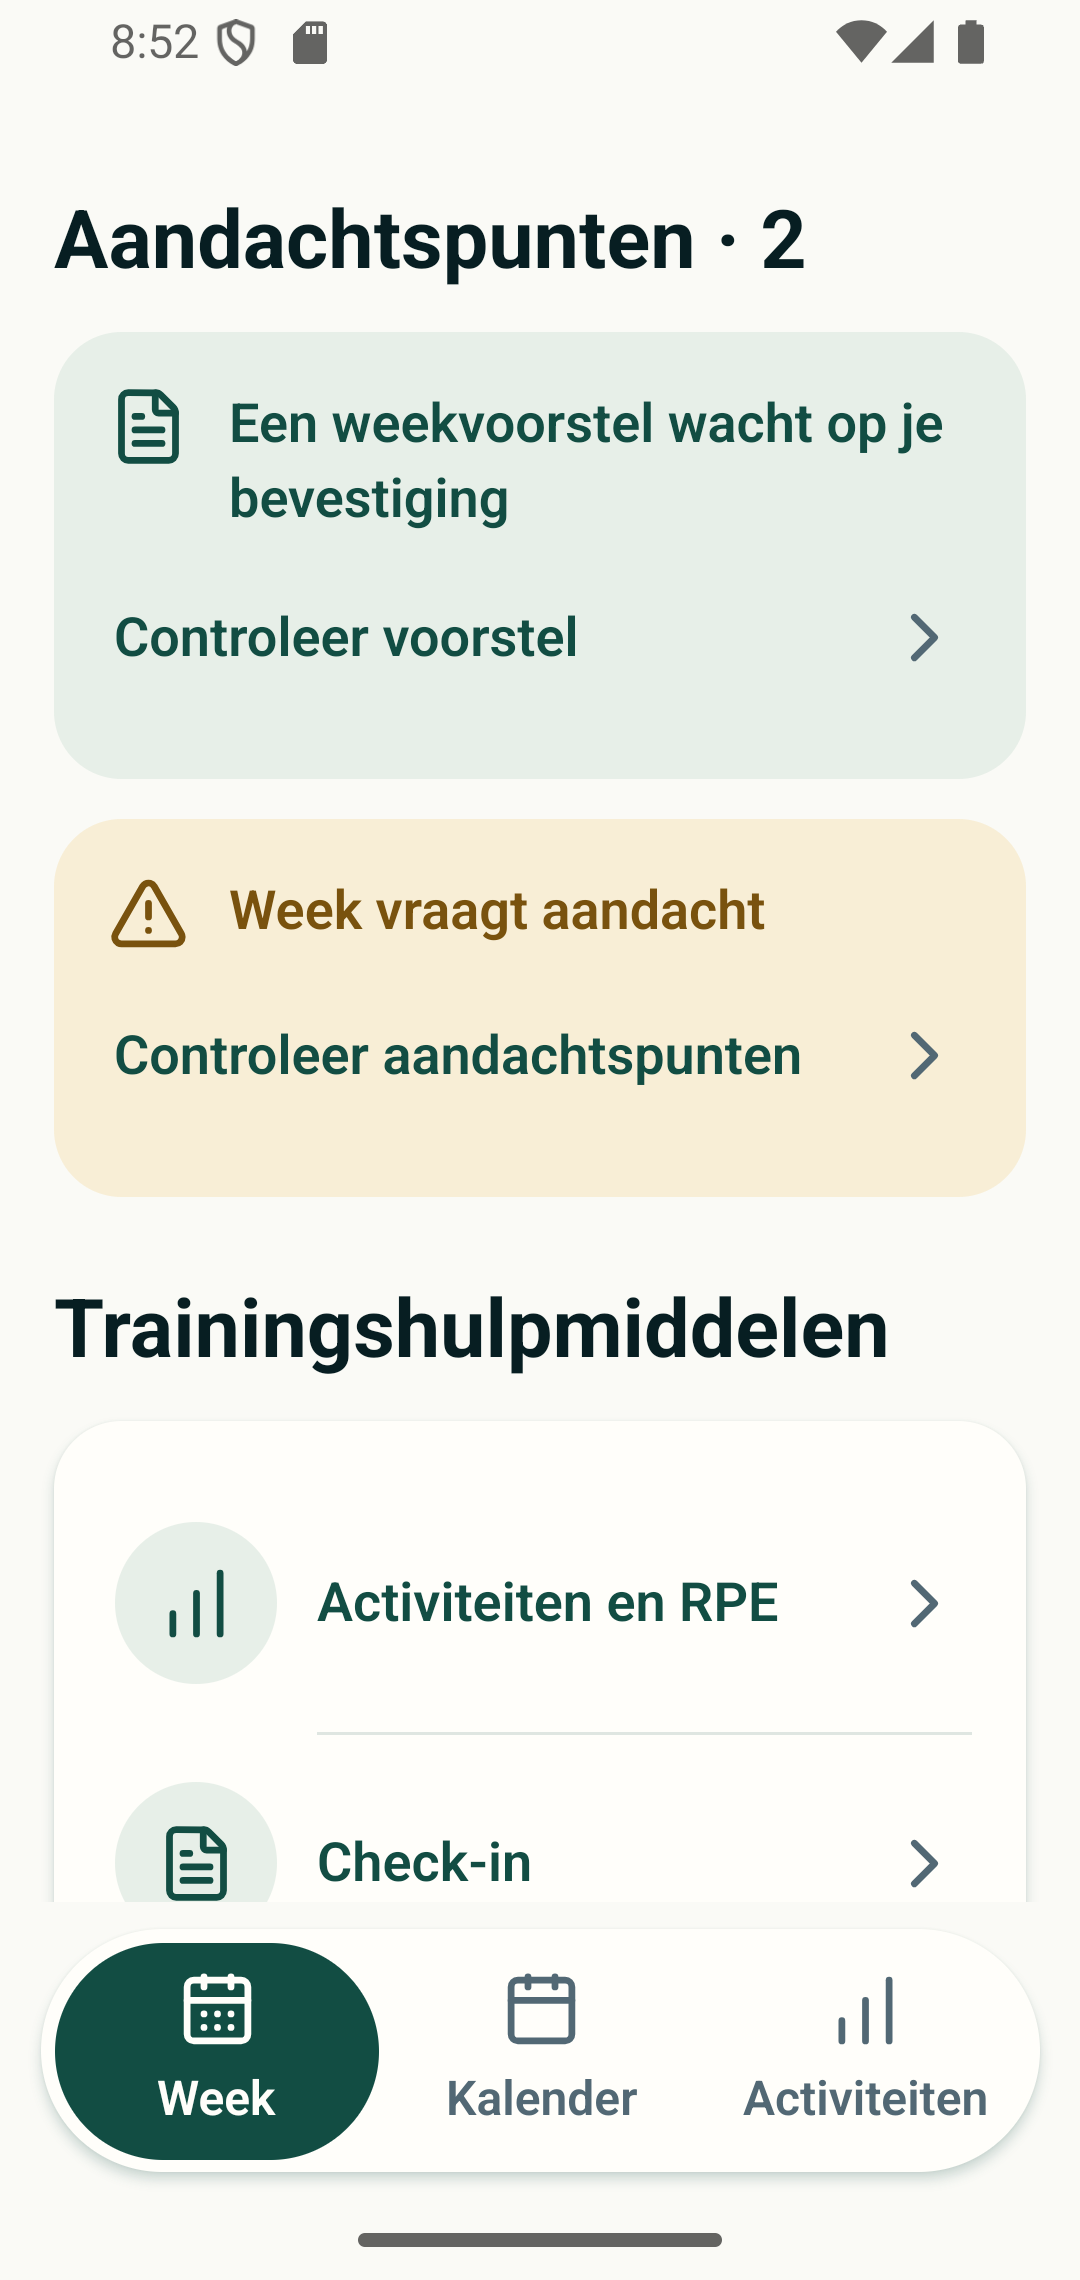 8:52
Aandachtspunten · 2
Een weekvoorstel wacht op je
bevestiging
Controleer voorstel
Week vraagt aandacht
Controleer aandachtspunten
Trainingshulpmiddelen
Activiteiten en RPE
Check-in
Week
Kalender
Activiteiten